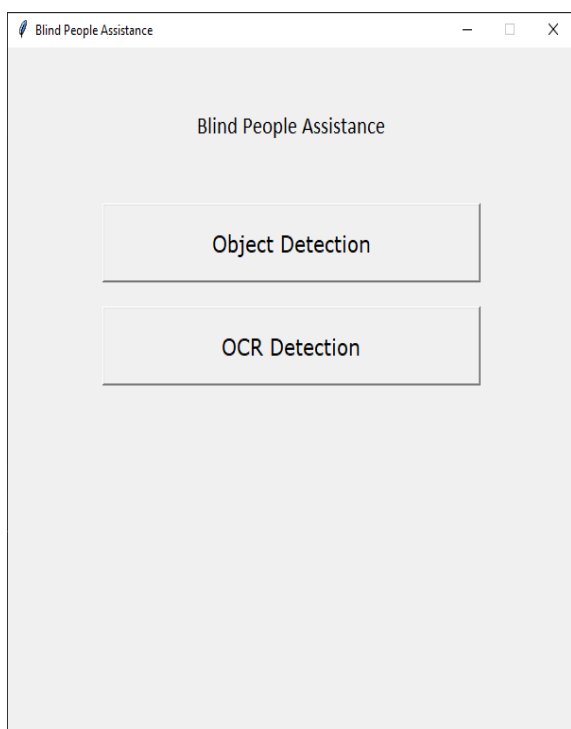 Blind People Assistance
Blind People Assistance
Object Detection
OCR Detection